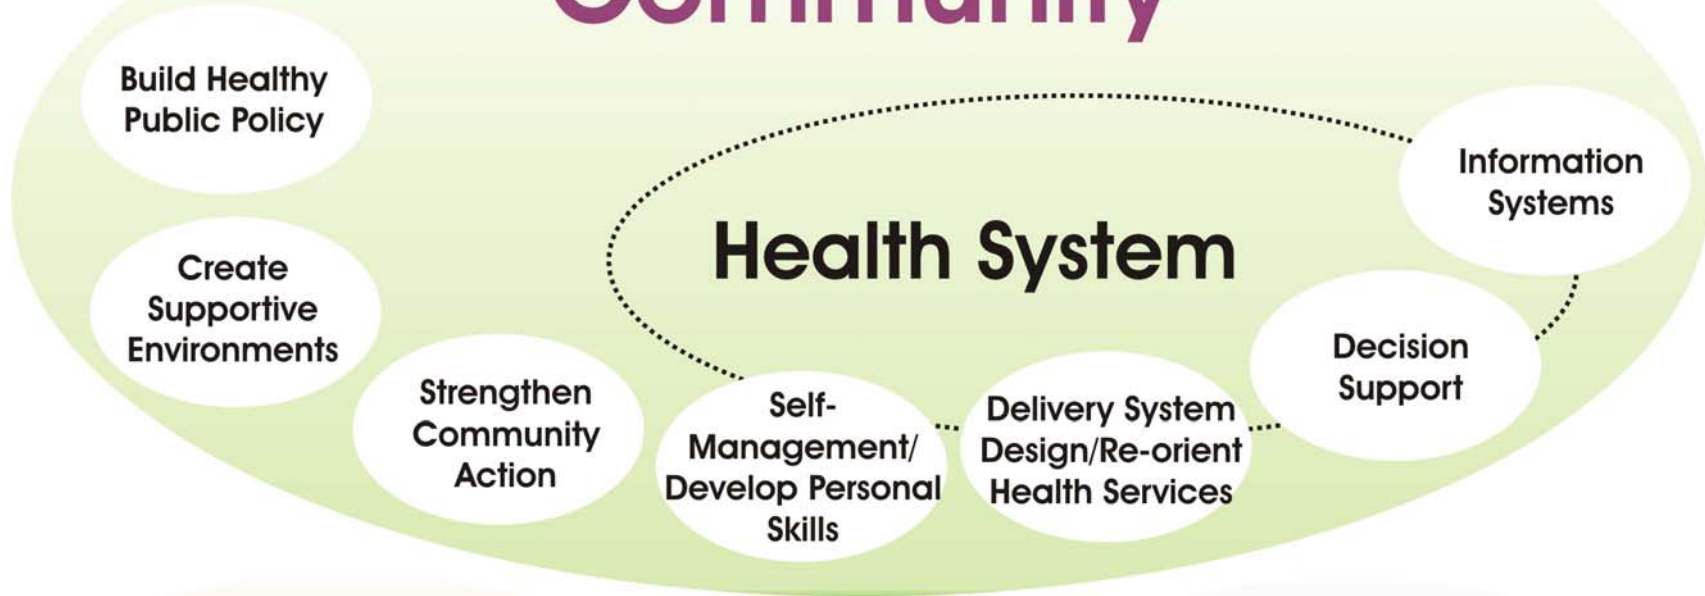 Community
Build Healthy
Public Policy
Create
Supportive
Environments
Strengthen
Community
Action
Health System
Self-
Management/
Develop Personal
Skills
Delivery System
Design/Re-orient
Health Services
Decision
Support
Information
Systems